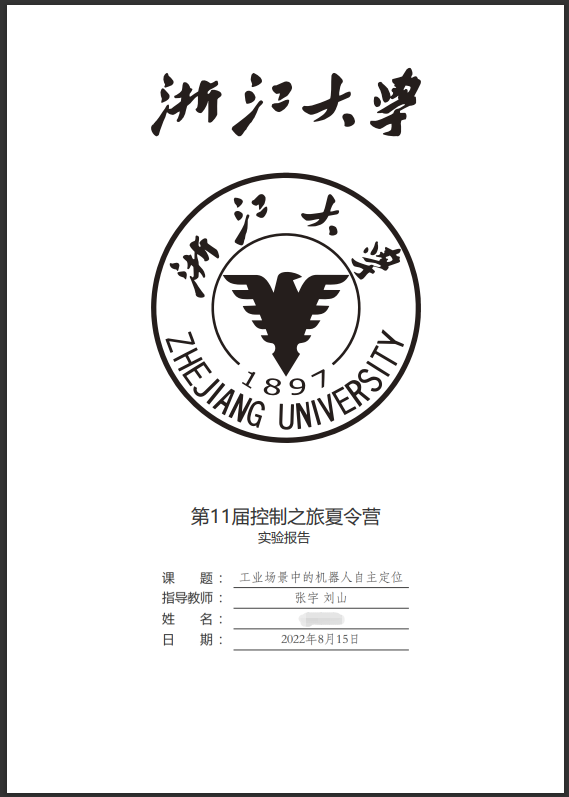 浙江大学
浙江大学
1897
ZHEJIANG UNIVERSITY
第11届控制之旅夏令营
实验报告
课 题： 工业场景中的机器人自主定位
指导教师： 张宇 刘山
姓 名：
日 期： 2022年8月15日